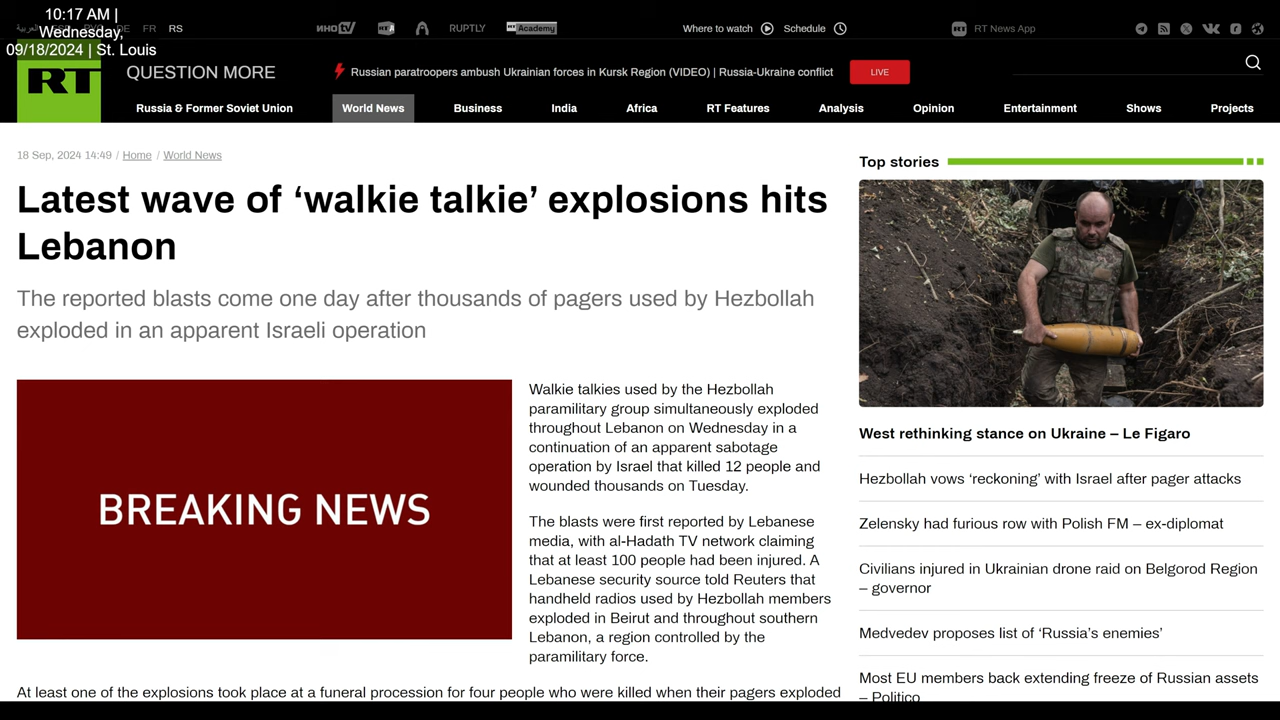 10:17 AM |
Wednesday,
09/18/2024 | St. Louis
FR
RS
ИНОTV
RUPTLY
RT Academy
Where to watch
Schedule
RT News App
RT
QUESTION MORE
Russian paratroopers ambush Ukrainian forces in Kursk Region (VIDEO) | Russia-Ukraine conflict
LIVE
Russia & Former Soviet Union
World News
Business
India
Africa
RT Features
Analysis
Opinion
Entertainment
Shows
Projects
18 Sep, 2024 14:49 / Home / World News
Latest wave of ‘walkie talkie’ explosions hits
Lebanon
The reported blasts come one day after thousands of pagers used by Hezbollah
exploded in an apparent Israeli operation
BREAKING NEWS
Walkie talkies used by the Hezbollah
paramilitary group simultaneously exploded
throughout Lebanon on Wednesday in a
continuation of an apparent sabotage
operation by Israel that killed 12 people and
wounded thousands on Tuesday.
The blasts were first reported by Lebanese
media, with al-Hadath TV network claiming
that at least 100 people had been injured. A
Lebanese security source told Reuters that
handheld radios used by Hezbollah members
exploded in Beirut and throughout southern
Lebanon, a region controlled by the
paramilitary force.
At least one of the explosions took place at a funeral procession for four people who were killed when their pagers exploded
Top stories
West rethinking stance on Ukraine – Le Figaro
Hezbollah vows ‘reckoning’ with Israel after pager attacks
Zelensky had furious row with Polish FM – ex-diplomat
Civilians injured in Ukrainian drone raid on Belgorod Region
– governor
Medvedev proposes list of ‘Russia’s enemies’
Most EU members back extending freeze of Russian assets
– Politico